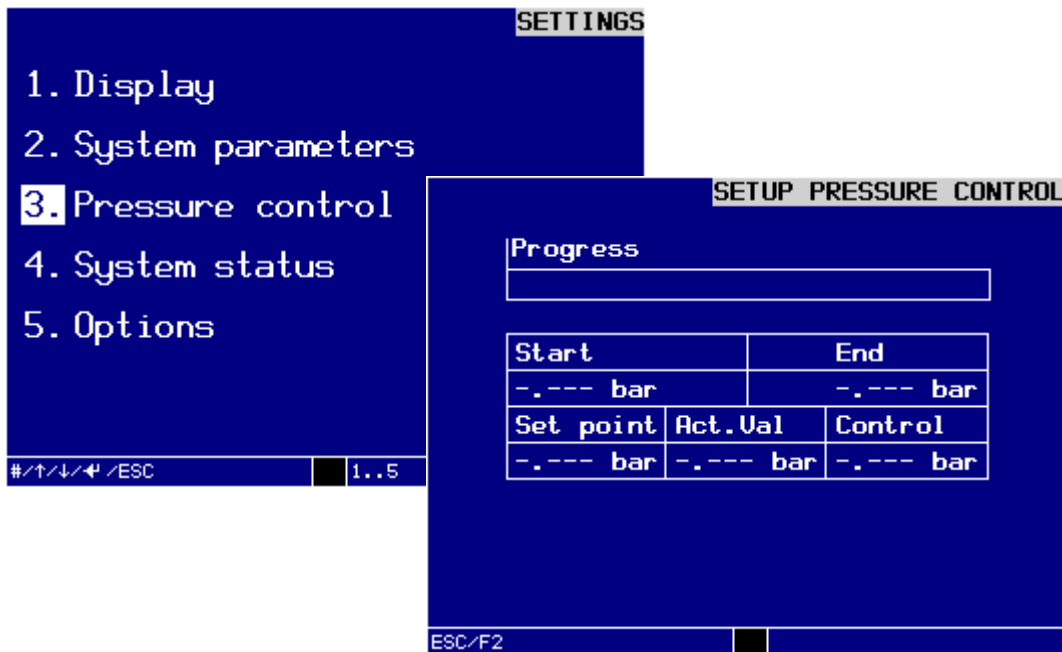 SETTINGS
1. Display
2. System parameters
3. Pressure control
4. System status
5. Options
#/↑/↓/↵ /ESC 1..5
SETUP PRESSURE CONTROL
Progress
Start End
-.--- bar -.--- bar
Set point Act.Val Control
-.--- bar -.--- bar -.--- bar
ESC/F2